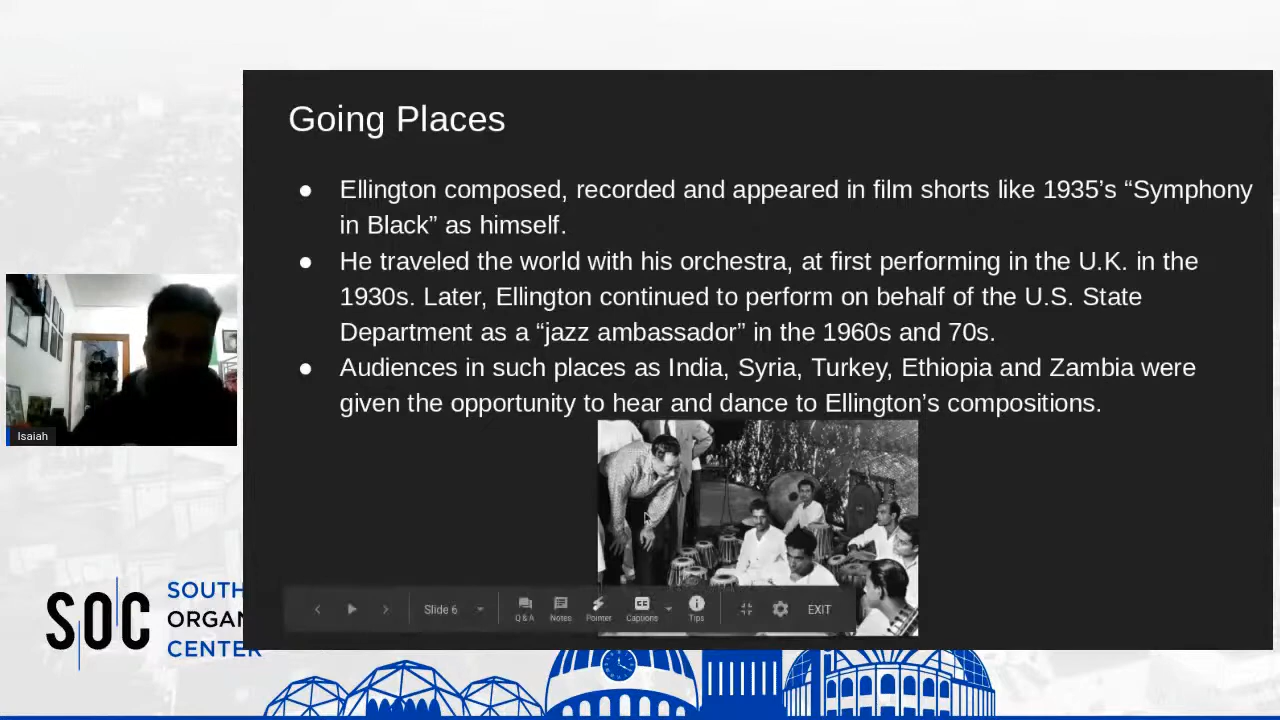 Going Places
● Ellington composed, recorded and appeared in film shorts like 1935’s “Symphony
in Black” as himself.
● He traveled the world with his orchestra, at first performing in the U.K. in the
1930s. Later, Ellington continued to perform on behalf of the U.S. State
Department as a “jazz ambassador” in the 1960s and 70s.
● Audiences in such places as India, Syria, Turkey, Ethiopia and Zambia were
given the opportunity to hear and dance to Ellington’s compositions.
Isaiah
Slide 6
Q & A
Notes
Pointer
Captions
CC
Tips
EXIT
SOC
SOUTH
ORGAN
CENTER